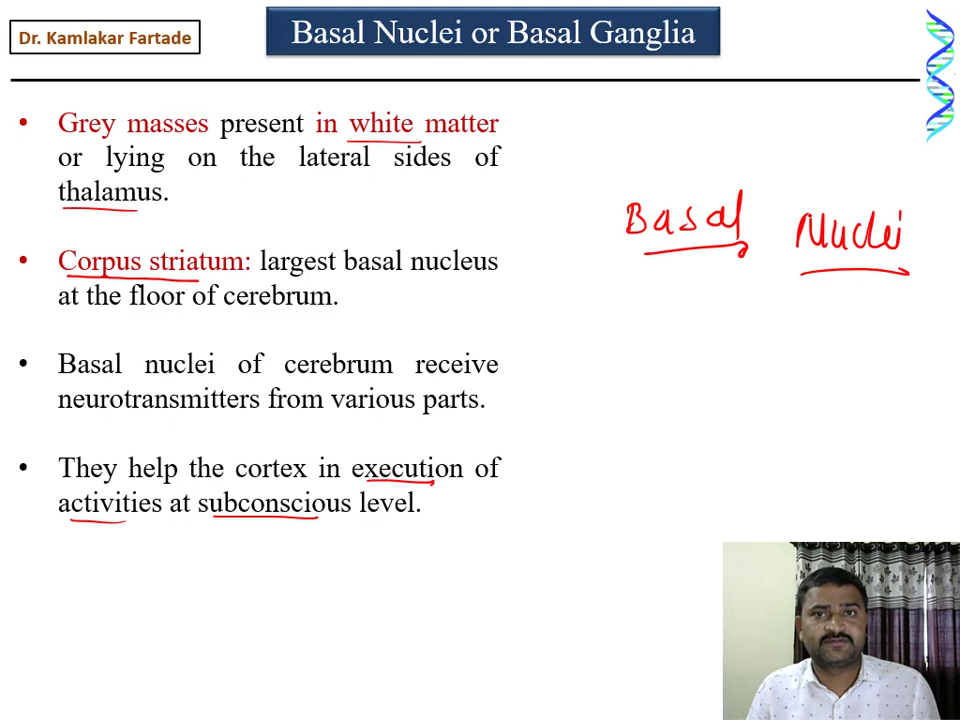 Dr. Kamlakar Fartade
Basal Nuclei or Basal Ganglia
• Grey masses present in white matter
or lying on the lateral sides of
thalamus.
• Corpus striatum: largest basal nucleus
at the floor of cerebrum.
• Basal nuclei of cerebrum receive
neurotransmitters from various parts.
• They help the cortex in execution of
activities at subconscious level.
Basal Nuclei